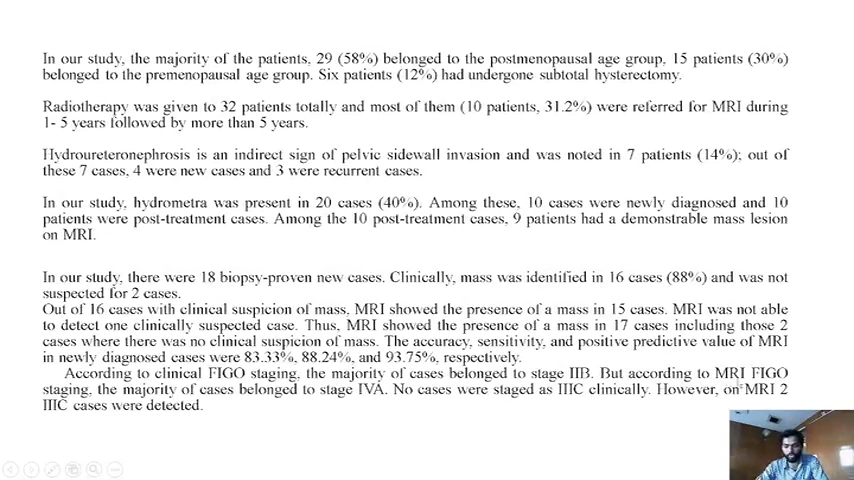 In our study, the majority of the patients, 29 (58%) belonged to the postmenopausal age group, 15 patients (30%)
belonged to the premenopausal age group. Six patients (12%) had undergone subtotal hysterectomy.
Radiotherapy was given to 32 patients totally and most of them (10 patients, 31.2%) were referred for MRI during
1- 5 years followed by more than 5 years.
Hydroureteronephrosis is an indirect sign of pelvic sidewall invasion and was noted in 7 patients (14%); out of
these 7 cases, 4 were new cases and 3 were recurrent cases.
In our study, hydrometra was present in 20 cases (40%). Among these, 10 cases were newly diagnosed and 10
patients were post-treatment cases. Among the 10 post-treatment cases, 9 patients had a demonstrable mass lesion
on MRI.
In our study, there were 18 biopsy-proven new cases. Clinically, mass was identified in 16 cases (88%) and was not
suspected for 2 cases.
Out of 16 cases with clinical suspicion of mass, MRI showed the presence of a mass in 15 cases. MRI was not able
to detect one clinically suspected case. Thus, MRI showed the presence of a mass in 17 cases including those 2
cases where there was no clinical suspicion of mass. The accuracy, sensitivity, and positive predictive value of MRI
in newly diagnosed cases were 83.33%, 88.24%, and 93.75%, respectively.
According to clinical FIGO staging, the majority of cases belonged to stage IIB. But according to MRI FIGO
staging, the majority of cases belonged to stage IVA. No cases were staged as IIIC clinically. However, on MRI 2
IIIC cases were detected.